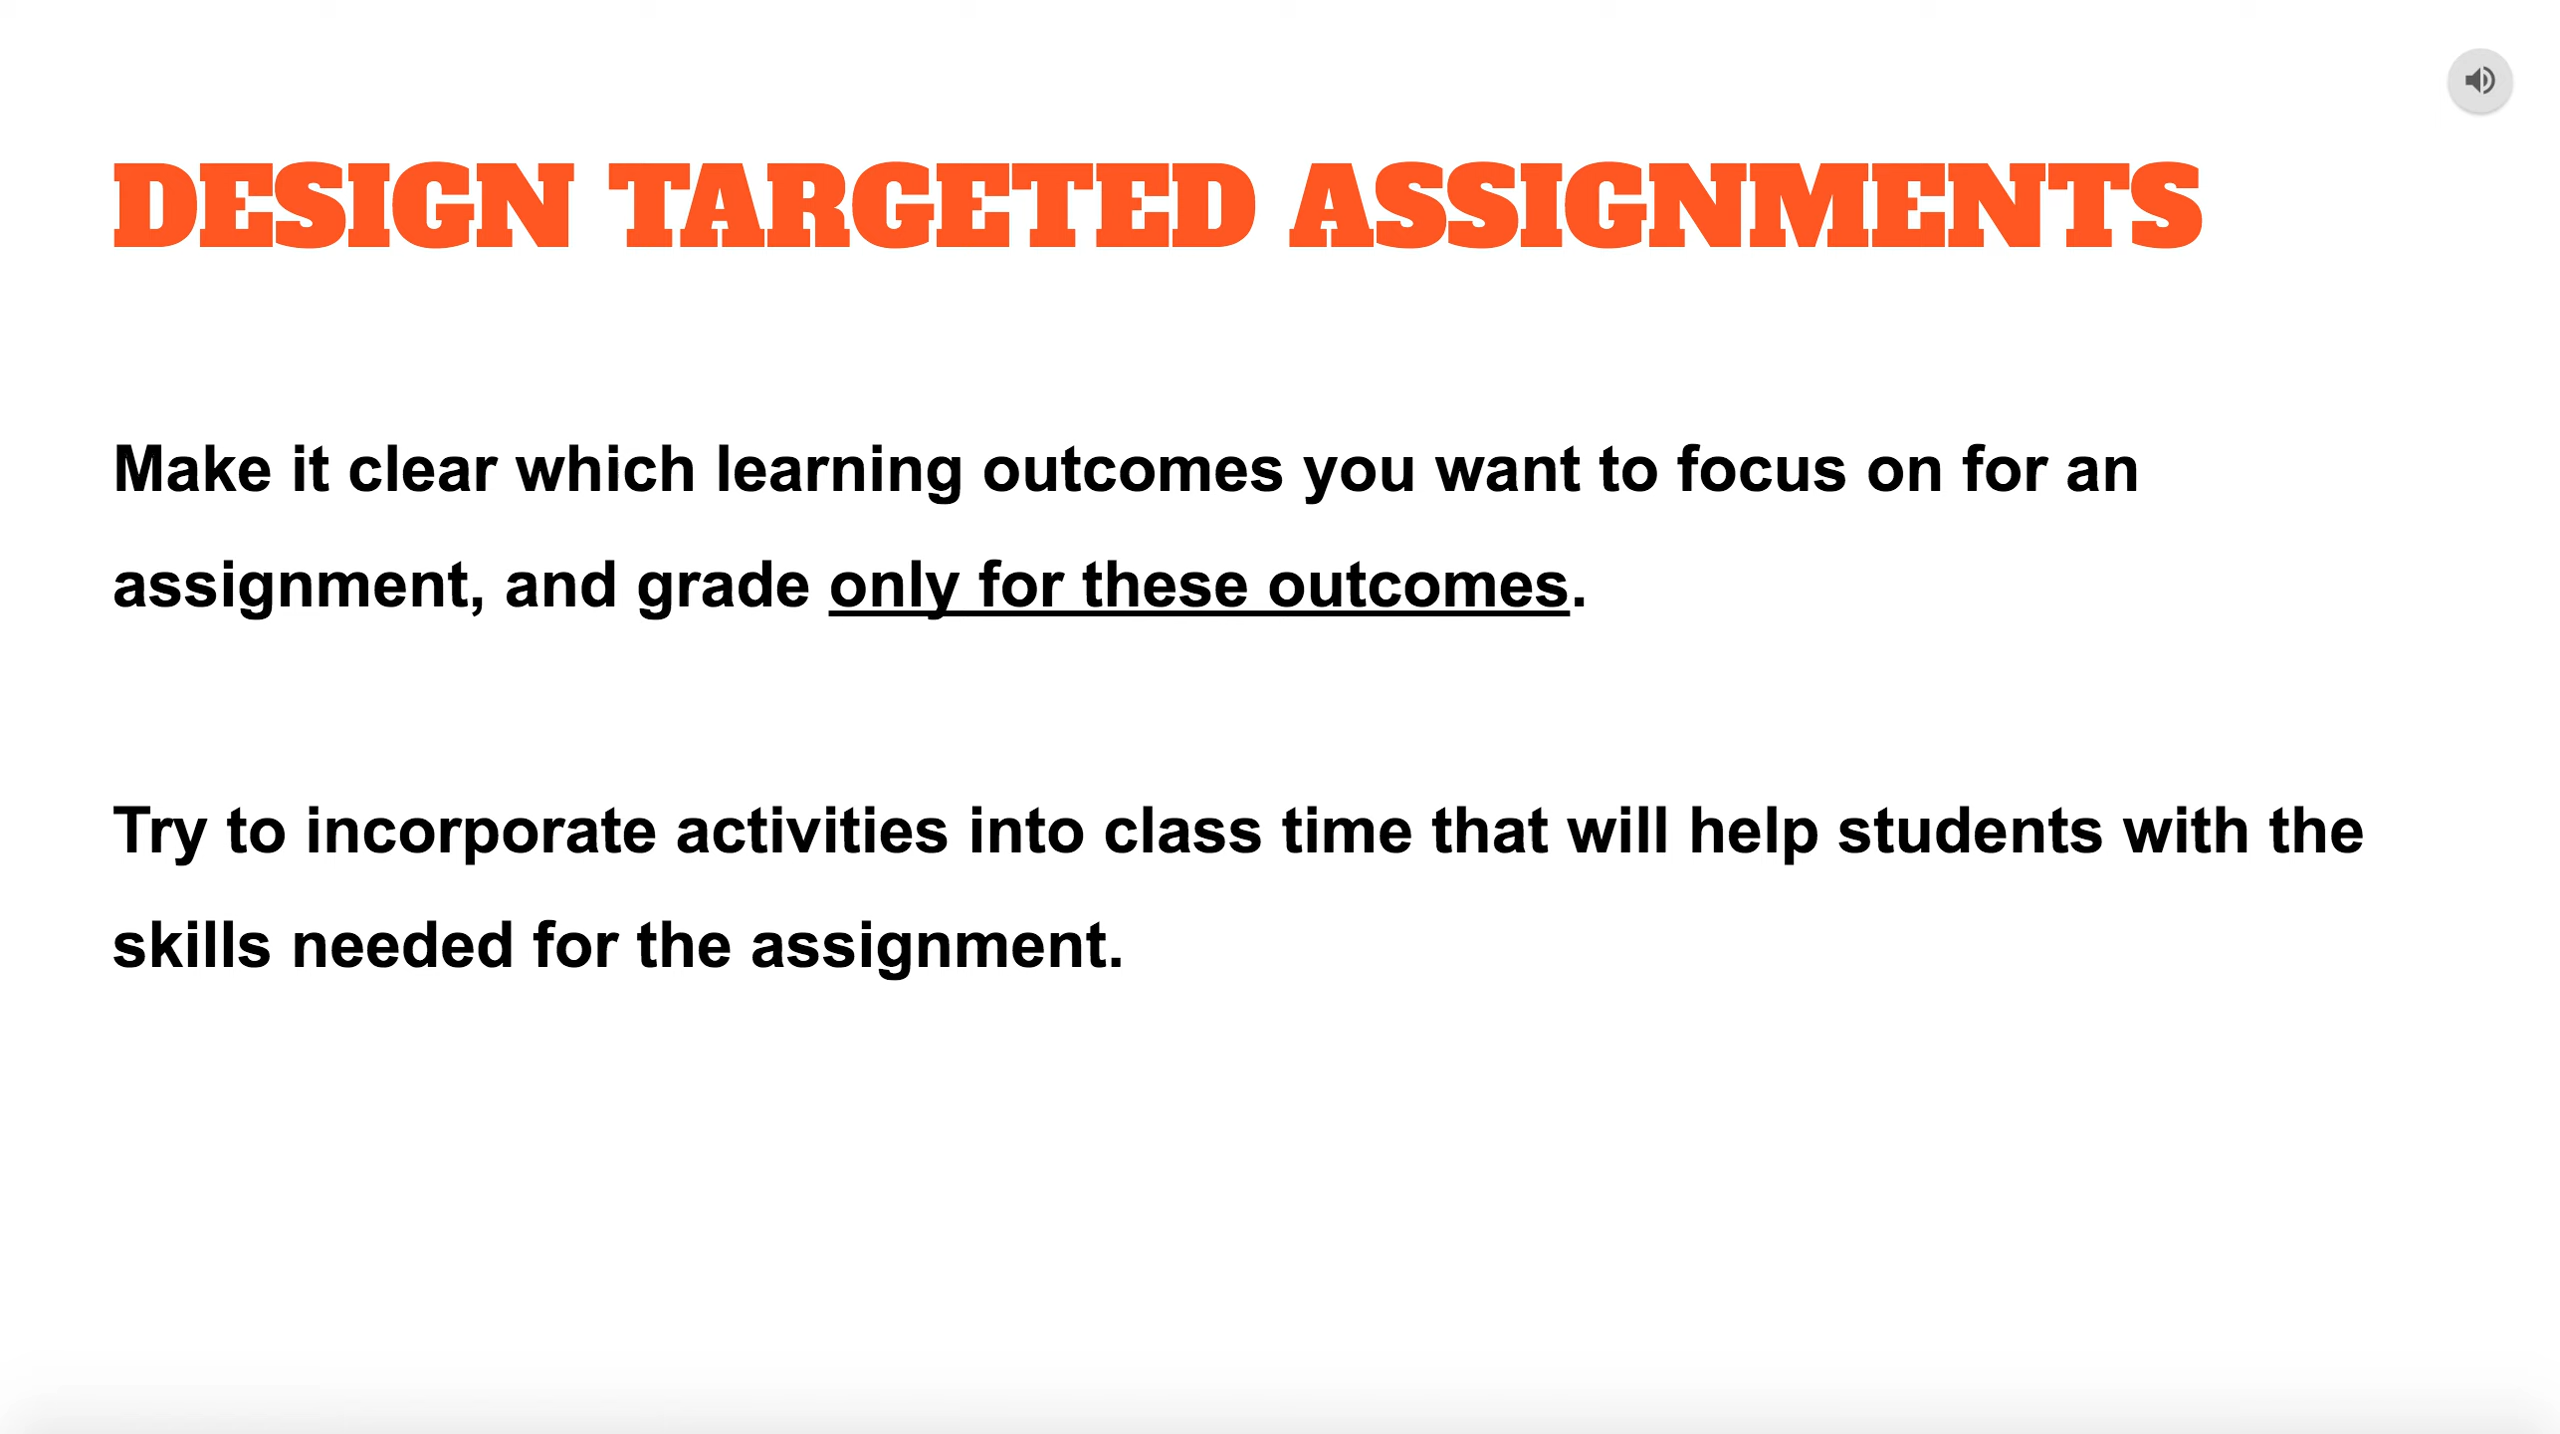 DESIGN TARGETED ASSIGNMENTS
Make it clear which learning outcomes you want to focus on for an
assignment, and grade only for these outcomes.
Try to incorporate activities into class time that will help students with the
skills needed for the assignment.